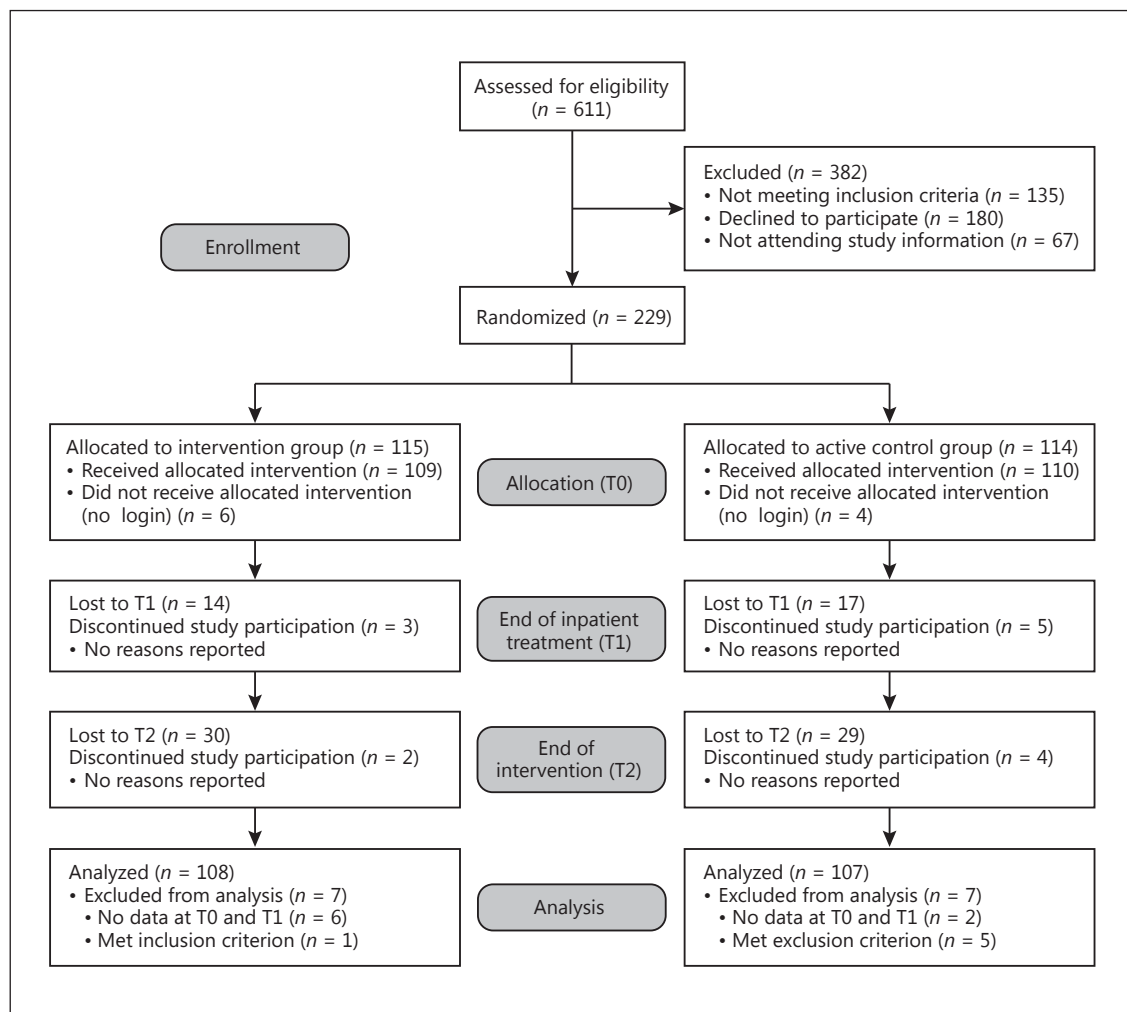 Assessed for eligibility
(n = 611)
Excluded (n = 382)
• Not meeting inclusion criteria (n = 135)
• Declined to participate (n = 180)
• Not attending study information (n = 67)
Enrollment
Randomized (n = 229)
Allocated to intervention group (n = 115)
• Received allocated intervention (n = 109)
• Did not receive allocated intervention
(no login) (n = 6)
Allocation (T0)
Allocated to active control group (n = 114)
• Received allocated intervention (n = 110)
• Did not receive allocated intervention
(no login) (n = 4)
Lost to T1 (n = 14)
Discontinued study participation (n = 3)
• No reasons reported
End of inpatient
treatment (T1)
Lost to T1 (n = 17)
Discontinued study participation (n = 5)
• No reasons reported
Lost to T2 (n = 30)
Discontinued study participation (n = 2)
• No reasons reported
End of
intervention (T2)
Lost to T2 (n = 29)
Discontinued study participation (n = 4)
• No reasons reported
Analyzed (n = 108)
• Excluded from analysis (n = 7)
• No data at T0 and T1 (n = 6)
• Met inclusion criterion (n = 1)
Analysis
Analyzed (n = 107)
• Excluded from analysis (n = 7)
• No data at T0 and T1 (n = 2)
• Met exclusion criterion (n = 5)